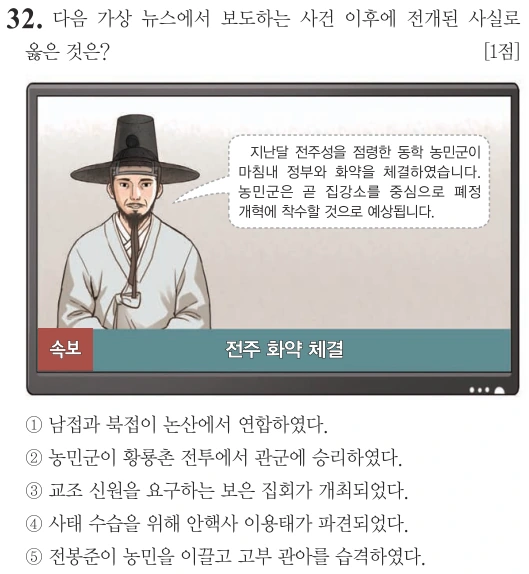 32. 다음 가상 뉴스에서 보도하는 사건 이후에 전개된 사실로
옳은 것은? [1점]
지난달 전주성을 점령한 동학 농민군이
마침내 정부와 화약을 체결하였습니다.
농민군은 곧 집강소를 중심으로 폐정
개혁에 착수할 것으로 예상됩니다.
속보 전주 화약 체결
① 남접과 북접이 논산에서 연합하였다.
② 농민군이 황룡촌 전투에서 관군에 승리하였다.
③ 교조 신원을 요구하는 보은 집회가 개최되었다.
④ 사태 수습을 위해 안핵사 이용태가 파견되었다.
⑤ 전봉준이 농민을 이끌고 고부 관아를 습격하였다.